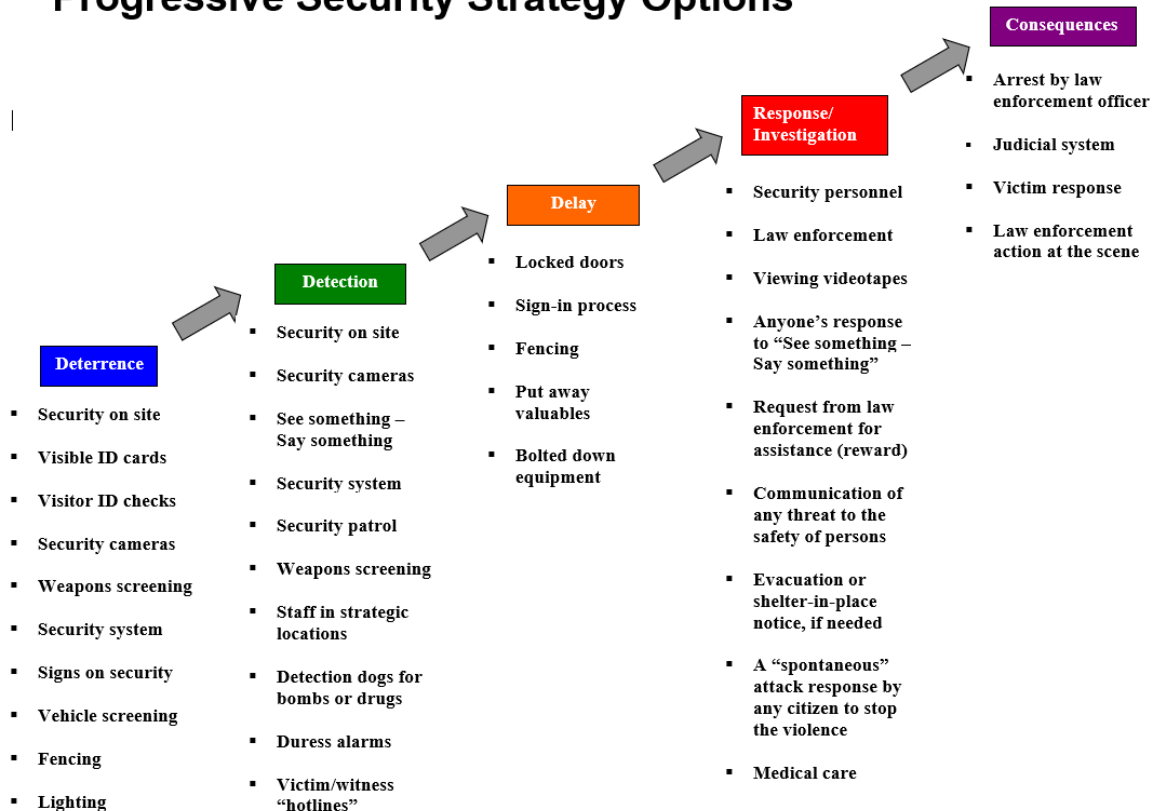 Progressive Security Strategy Options
Consequences
Arrest by law
enforcement officer
Judicial system
Victim response
Law enforcement
action at the scene
Response/
Investigation
Security personnel
Law enforcement
Viewing videotapes
Anyone’s response
to “See something –
Say something”
Request from law
enforcement for
assistance (reward)
Communication of
any threat to the
safety of persons
Evacuation or
shelter-in-place
notice, if needed
A “spontaneous”
attack response by
any citizen to stop
the violence
Medical care
Delay
Locked doors
Sign-in process
Fencing
Put away
valuables
Bolted down
equipment
Detection
Security on site
Security cameras
See something –
Say something
Security system
Security patrol
Weapons screening
Staff in strategic
locations
Detection dogs for
bombs or drugs
Duress alarms
Victim/witness
“hotlines”
Deterrence
Security on site
Visible ID cards
Visitor ID checks
Security cameras
Weapons screening
Security system
Signs on security
Vehicle screening
Fencing
Lighting